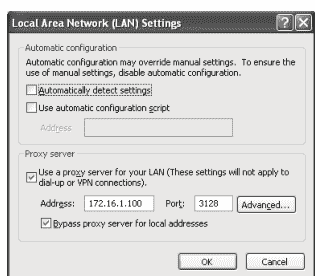 Local Area Network (LAN) Settings
Automatic configuration
Automatic configuration may override manual settings. To ensure the
use of manual settings, disable automatic configuration.
Automatically detect settings
Use automatic configuration script
Address
Proxy server
Use a proxy server for your LAN (These settings will not apply to
dial-up or VPN connections).
Address: 172.16.1.100 Port: 3128 Advanced...
Bypass proxy server for local addresses
OK Cancel